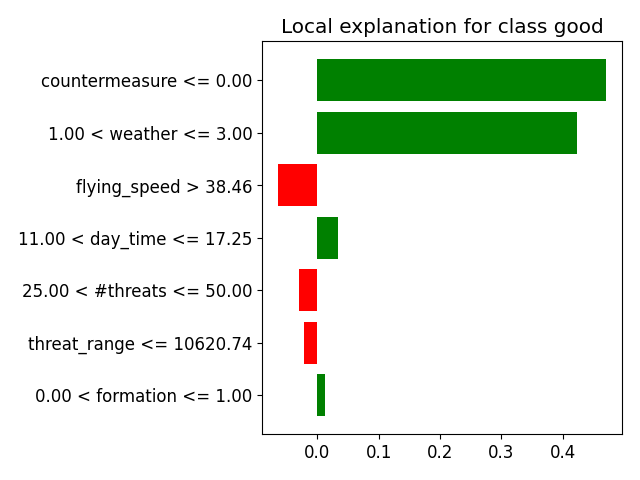 Local explanation for class good
countermeasure <= 0.00
1.00 < weather <= 3.00
flying_speed > 38.46
11.00 < day_time <= 17.25
25.00 < #threats <= 50.00
threat_range <= 10620.74
0.00 < formation <= 1.00
0.0 0.1 0.2 0.3 0.4